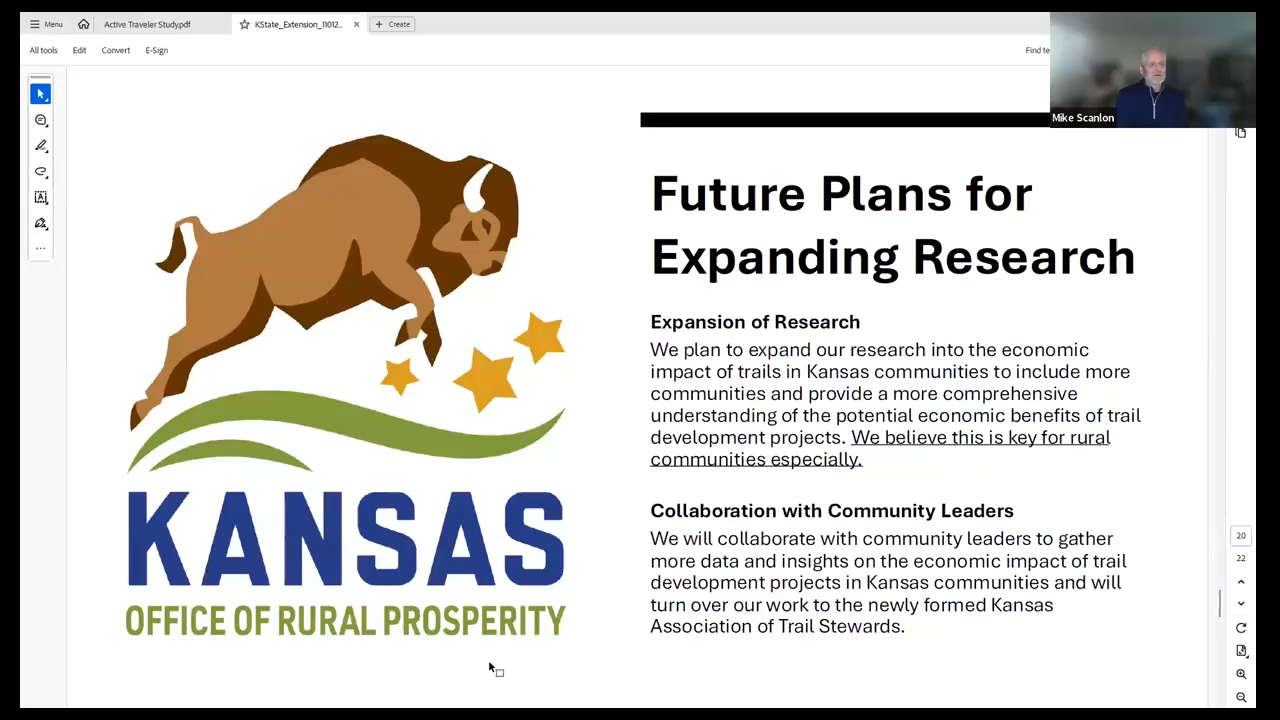 Menu
Active Traveler Study.pdf
KState_Extension_11012...
Create
All tools
Edit
Convert
E-Sign
Find te
Mike Scanlon
Future Plans for
Expanding Research
Expansion of Research
We plan to expand our research into the economic
impact of trails in Kansas communities to include more
communities and provide a more comprehensive
understanding of the potential economic benefits of trail
development projects. We believe this is key for rural
communities especially.
Collaboration with Community Leaders
We will collaborate with community leaders to gather
more data and insights on the economic impact of trail
development projects in Kansas communities and will
turn over our work to the newly formed Kansas
Association of Trail Stewards.
KANSAS
OFFICE OF RURAL PROSPERITY
20
22